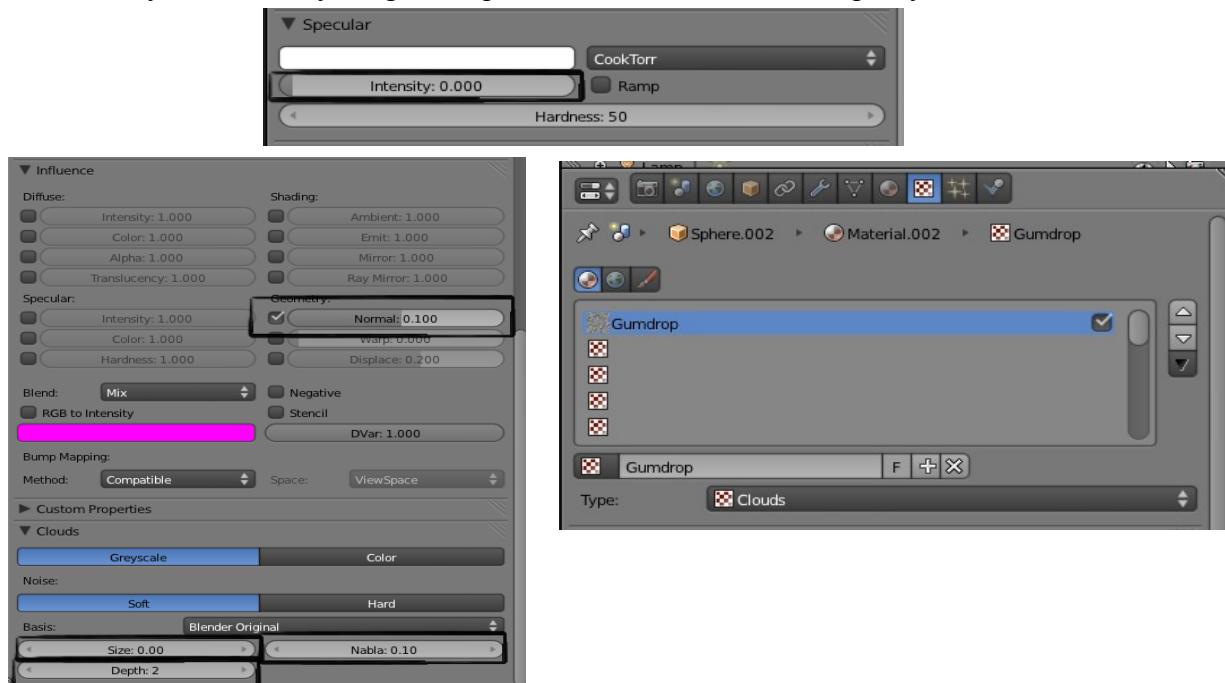 Specular
CookTorr
Intensity: 0.000
Ramp
Hardness: 50
Influence
Diffuse:
Shading:
Intensity: 1.000
Ambient: 1.000
Color: 1.000
Emit: 1.000
Alpha: 1.000
Mirror: 1.000
Translucency: 1.000
Ray Mirror: 1.000
Specular:
Geometry:
Intensity: 1.000
Normal: 0.100
Color: 1.000
Warp: 0.000
Hardness: 1.000
Displace: 0.200
Blend:
Mix
Negative
RGB to Intensity
Stencil
DVar: 1.000
Bump Mapping:
Method:
Compatible
Space:
ViewSpace
Custom Properties
Clouds
Greyscale
Color
Noise:
Soft
Hard
Basis:
Blender Original
Size: 0.00
Nabla: 0.10
Depth: 2
Sphere.002
Material.002
Gumdrop
Gumdrop
Gumdrop
F
Type:
Clouds